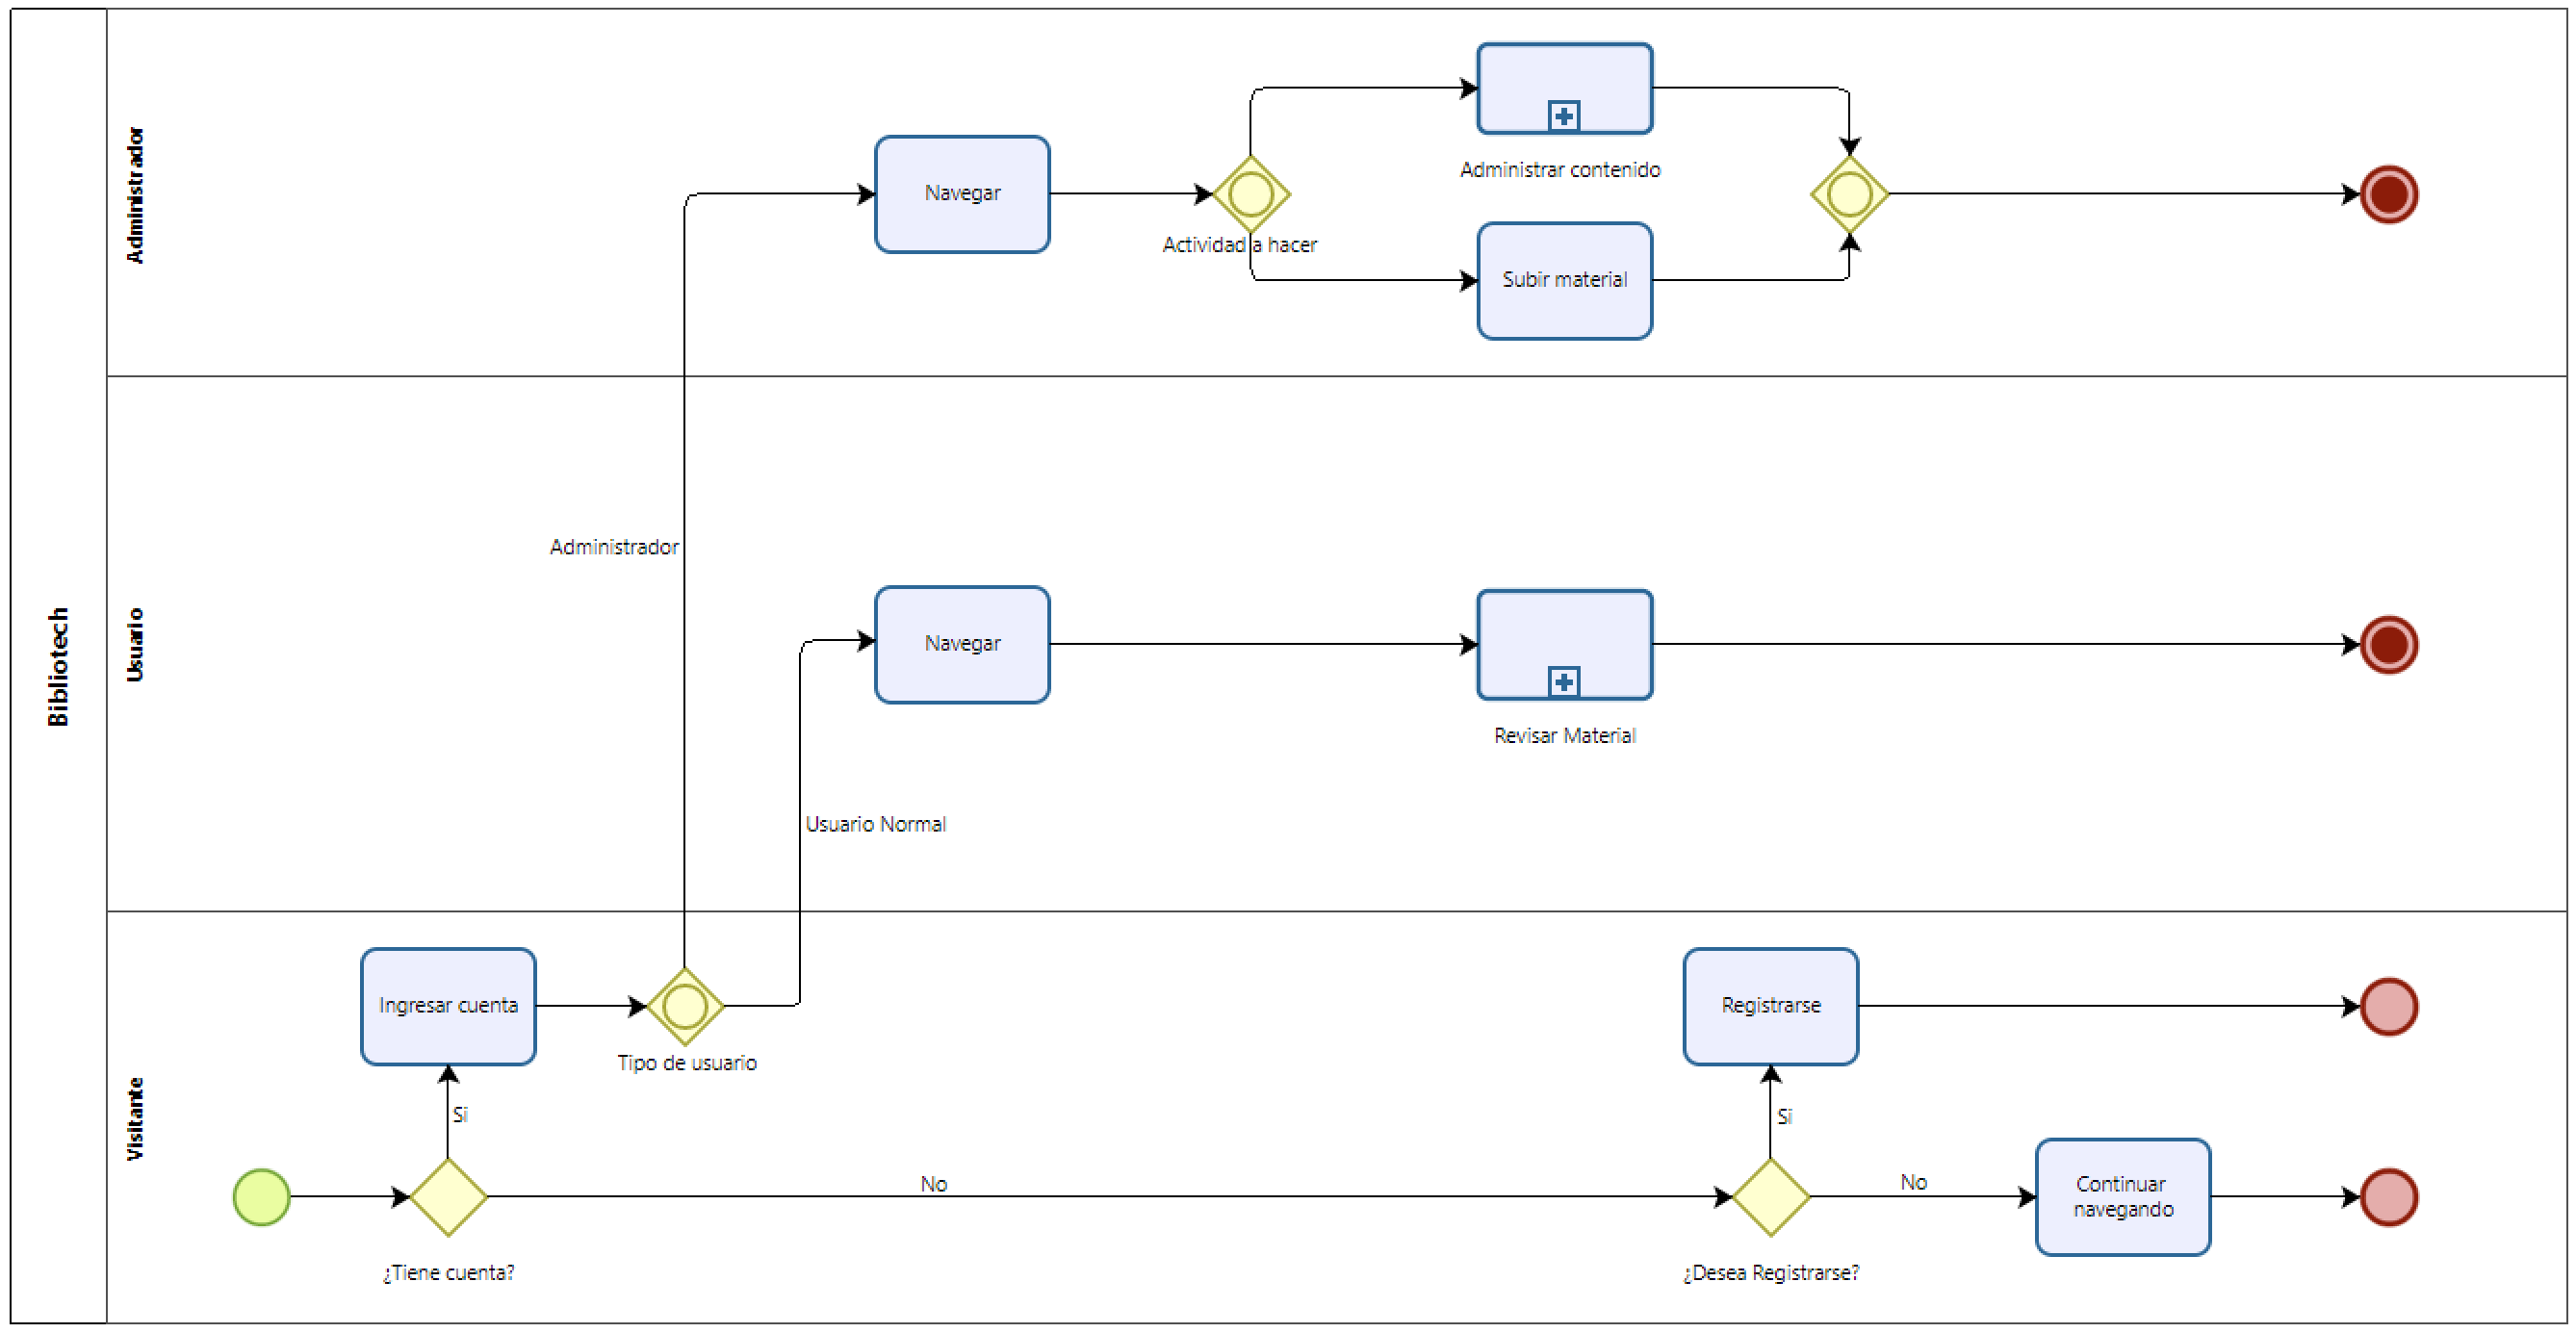 Bibliotech
Administrador
Navegar
Actividad a hacer
Administrar contenido
Subir material
Usuario
Administrador
Navegar
Revisar Material
Usuario Normal
Visitante
Ingresar cuenta
Tipo de usuario
Si
¿Tiene cuenta?
No
Registrarse
Si
¿Desea Registrarse?
No
Continuar
navegando